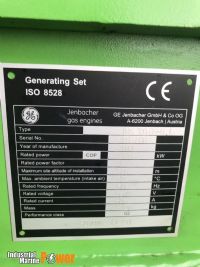 Generating Set
ISO 8528
CE
GE
Jenbacher
gas engines
GE Jenbacher GmbH & Co OG
A-6200 Jenbach | Austria
Type
Serial No.
Year of manufacture
Rated power COP kW
Rated power factor
Maximum site altitude of installation m
Max. ambient temperature (intake air) °C
Rated frequency Hz
Rated voltage V
Rated current A
Mass kg
Performance class
Industrial
Marine Power